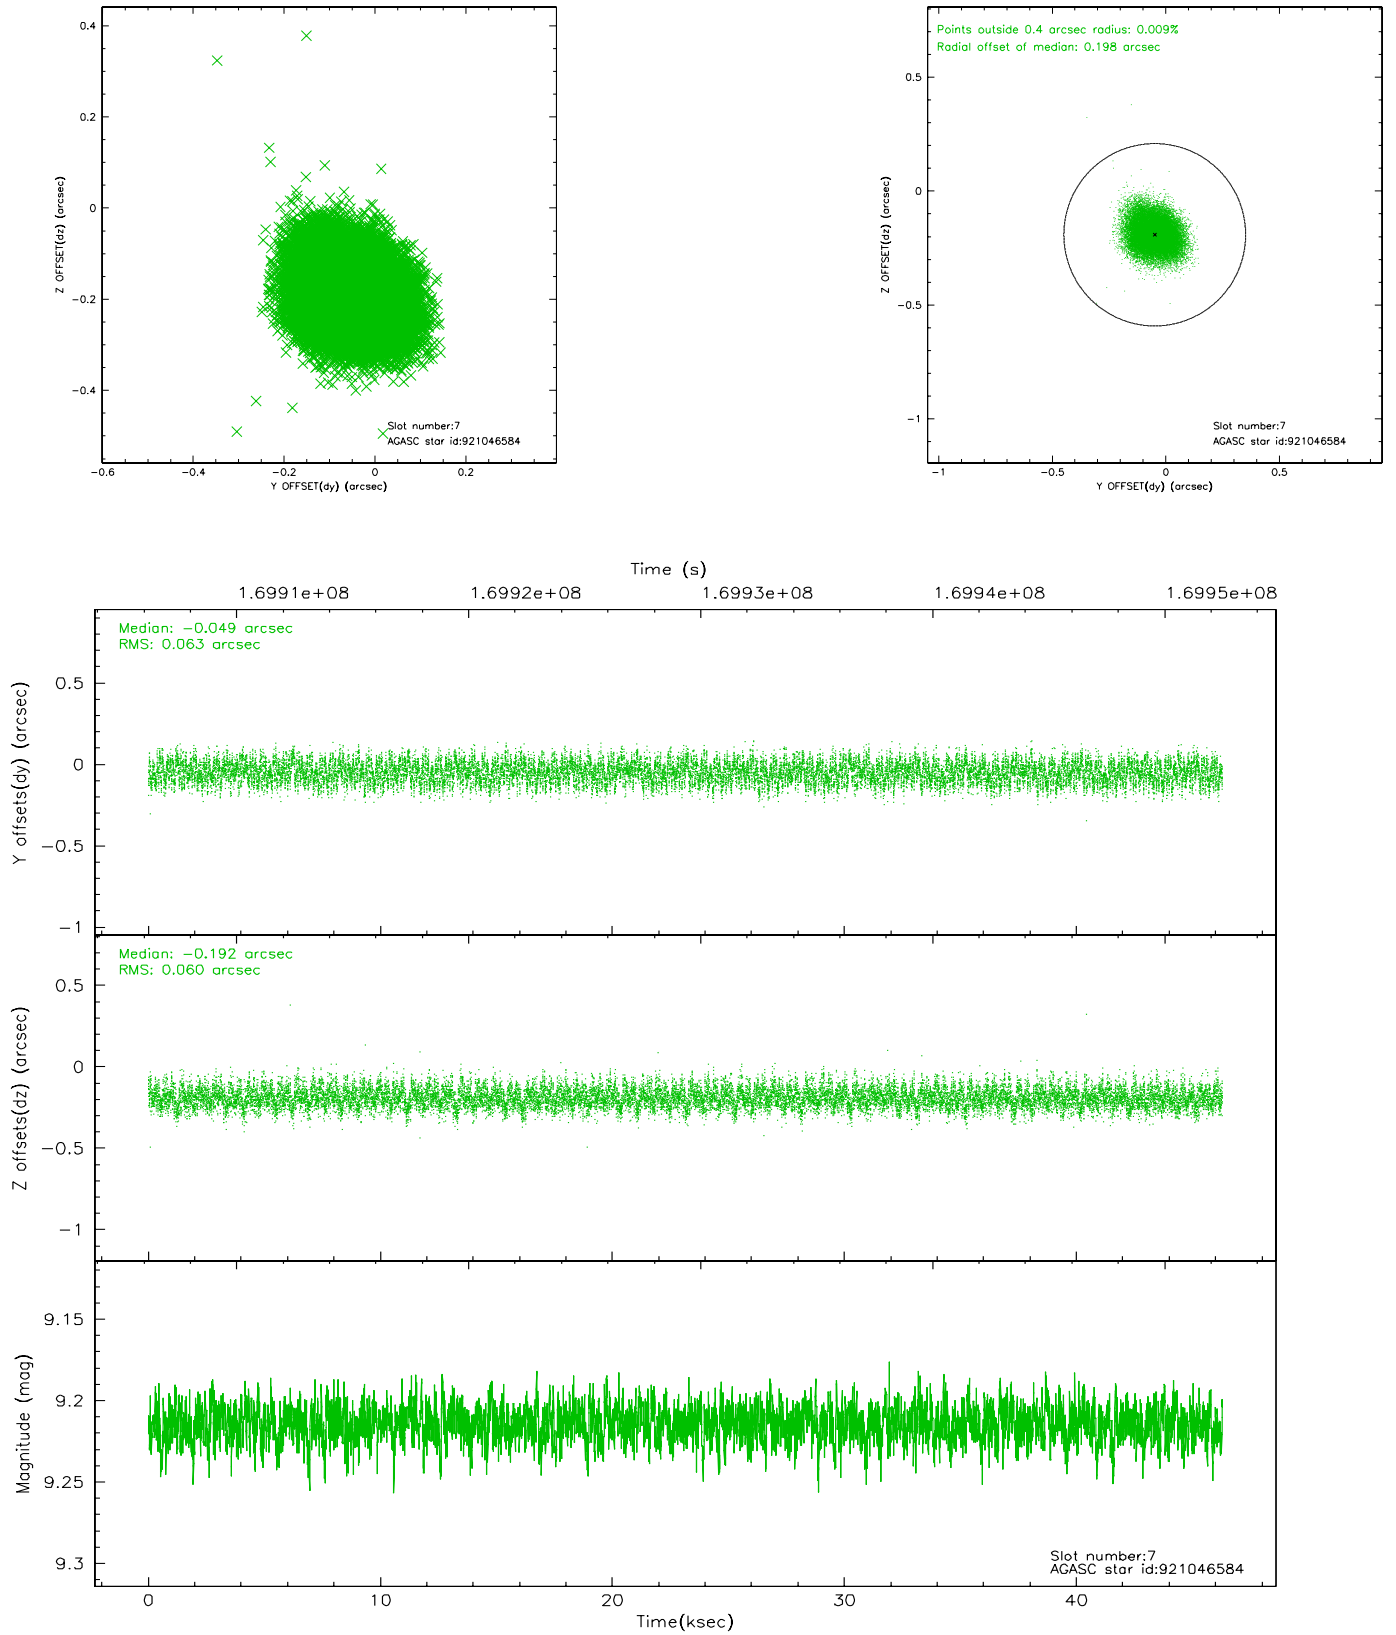 0.4
0.2
0
−0.2
−0.4
Z OFFSET(dz) (arcsec)
−0.6
−0.4
−0.2
0
0.2
Y OFFSET(dy) (arcsec)
Slot number:7
AGASC star id:921046584
Points outside 0.4 arcsec radius: 0.009%
Radial offset of median: 0.198 arcsec
0.5
0
−0.5
−1
Z OFFSET(dz) (arcsec)
−1
−0.5
0
0.5
Y OFFSET(dy) (arcsec)
Slot number:7
AGASC star id:921046584
Time (s)
1.6991e+08
1.6992e+08
1.6993e+08
1.6994e+08
1.6995e+08
Median: −0.049 arcsec
RMS: 0.063 arcsec
0.5
0
−0.5
−1
Y offsets(dy) (arcsec)
Median: −0.192 arcsec
RMS: 0.060 arcsec
0.5
0
−0.5
−1
Z offsets(dz) (arcsec)
9.15
9.2
9.25
9.3
Magnitude (mag)
Slot number:7
AGASC star id:921046584
0
10
20
30
40
Time(ksec)